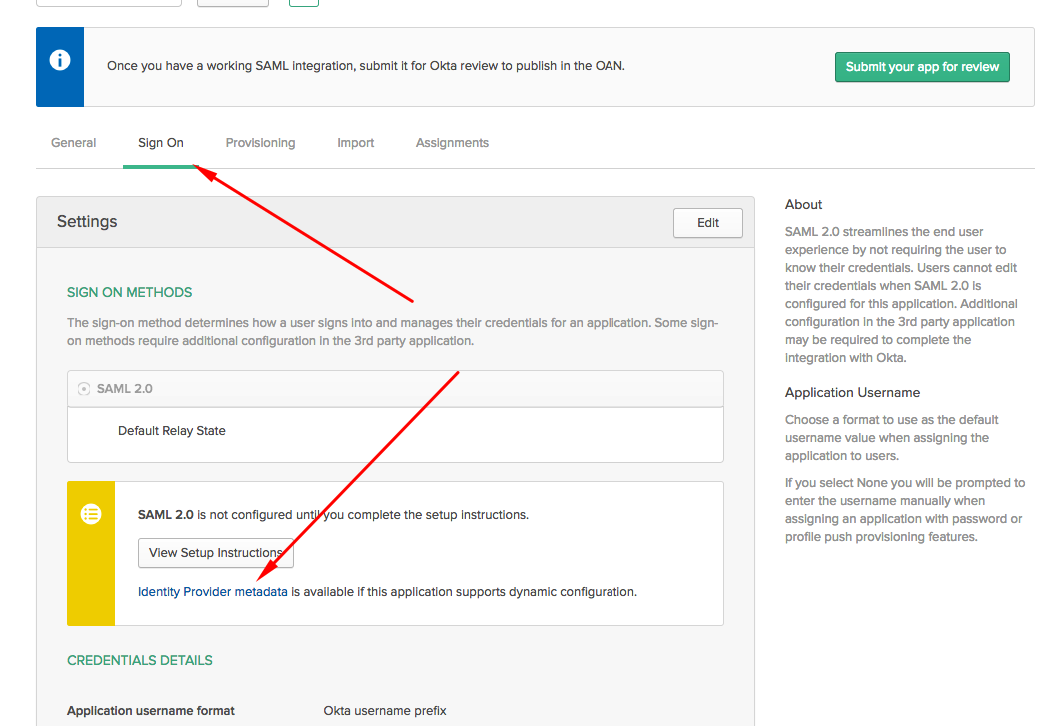 Once you have a working SAML integration, submit it for Okta review to publish in the OAN.
Submit your app for review
General
Sign On
Provisioning
Import
Assignments
Settings
Edit
SIGN ON METHODS
The sign-on method determines how a user signs into and manages their credentials for an application. Some sign-
on methods require additional configuration in the 3rd party application.
SAML 2.0
Default Relay State
SAML 2.0 is not configured until you complete the setup instructions.
View Setup Instructions
Identity Provider metadata is available if this application supports dynamic configuration.
CREDENTIALS DETAILS
Application username format
Okta username prefix
About
SAML 2.0 streamlines the end user
experience by not requiring the user to
know their credentials. Users cannot edit
their credentials when SAML 2.0 is
configured for this application. Additional
configuration in the 3rd party application
may be required to complete the
integration with Okta.
Application Username
Choose a format to use as the default
username value when assigning the
application to users.
If you select None you will be prompted to
enter the username manually when
assigning an application with password or
profile push provisioning features.